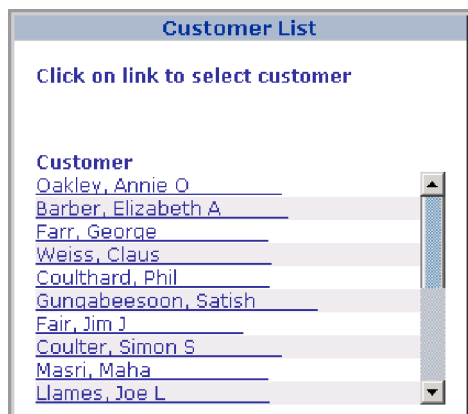 Customer List
Click on link to select customer
Customer
Oakley, Annie O
Barber, Elizabeth A
Farr, George
Weiss, Claus
Coulthard, Phil
Gungabeesoon, Satish
Fair, Jim J
Coulter, Simon S
Masri, Maha
Llames, Joe L